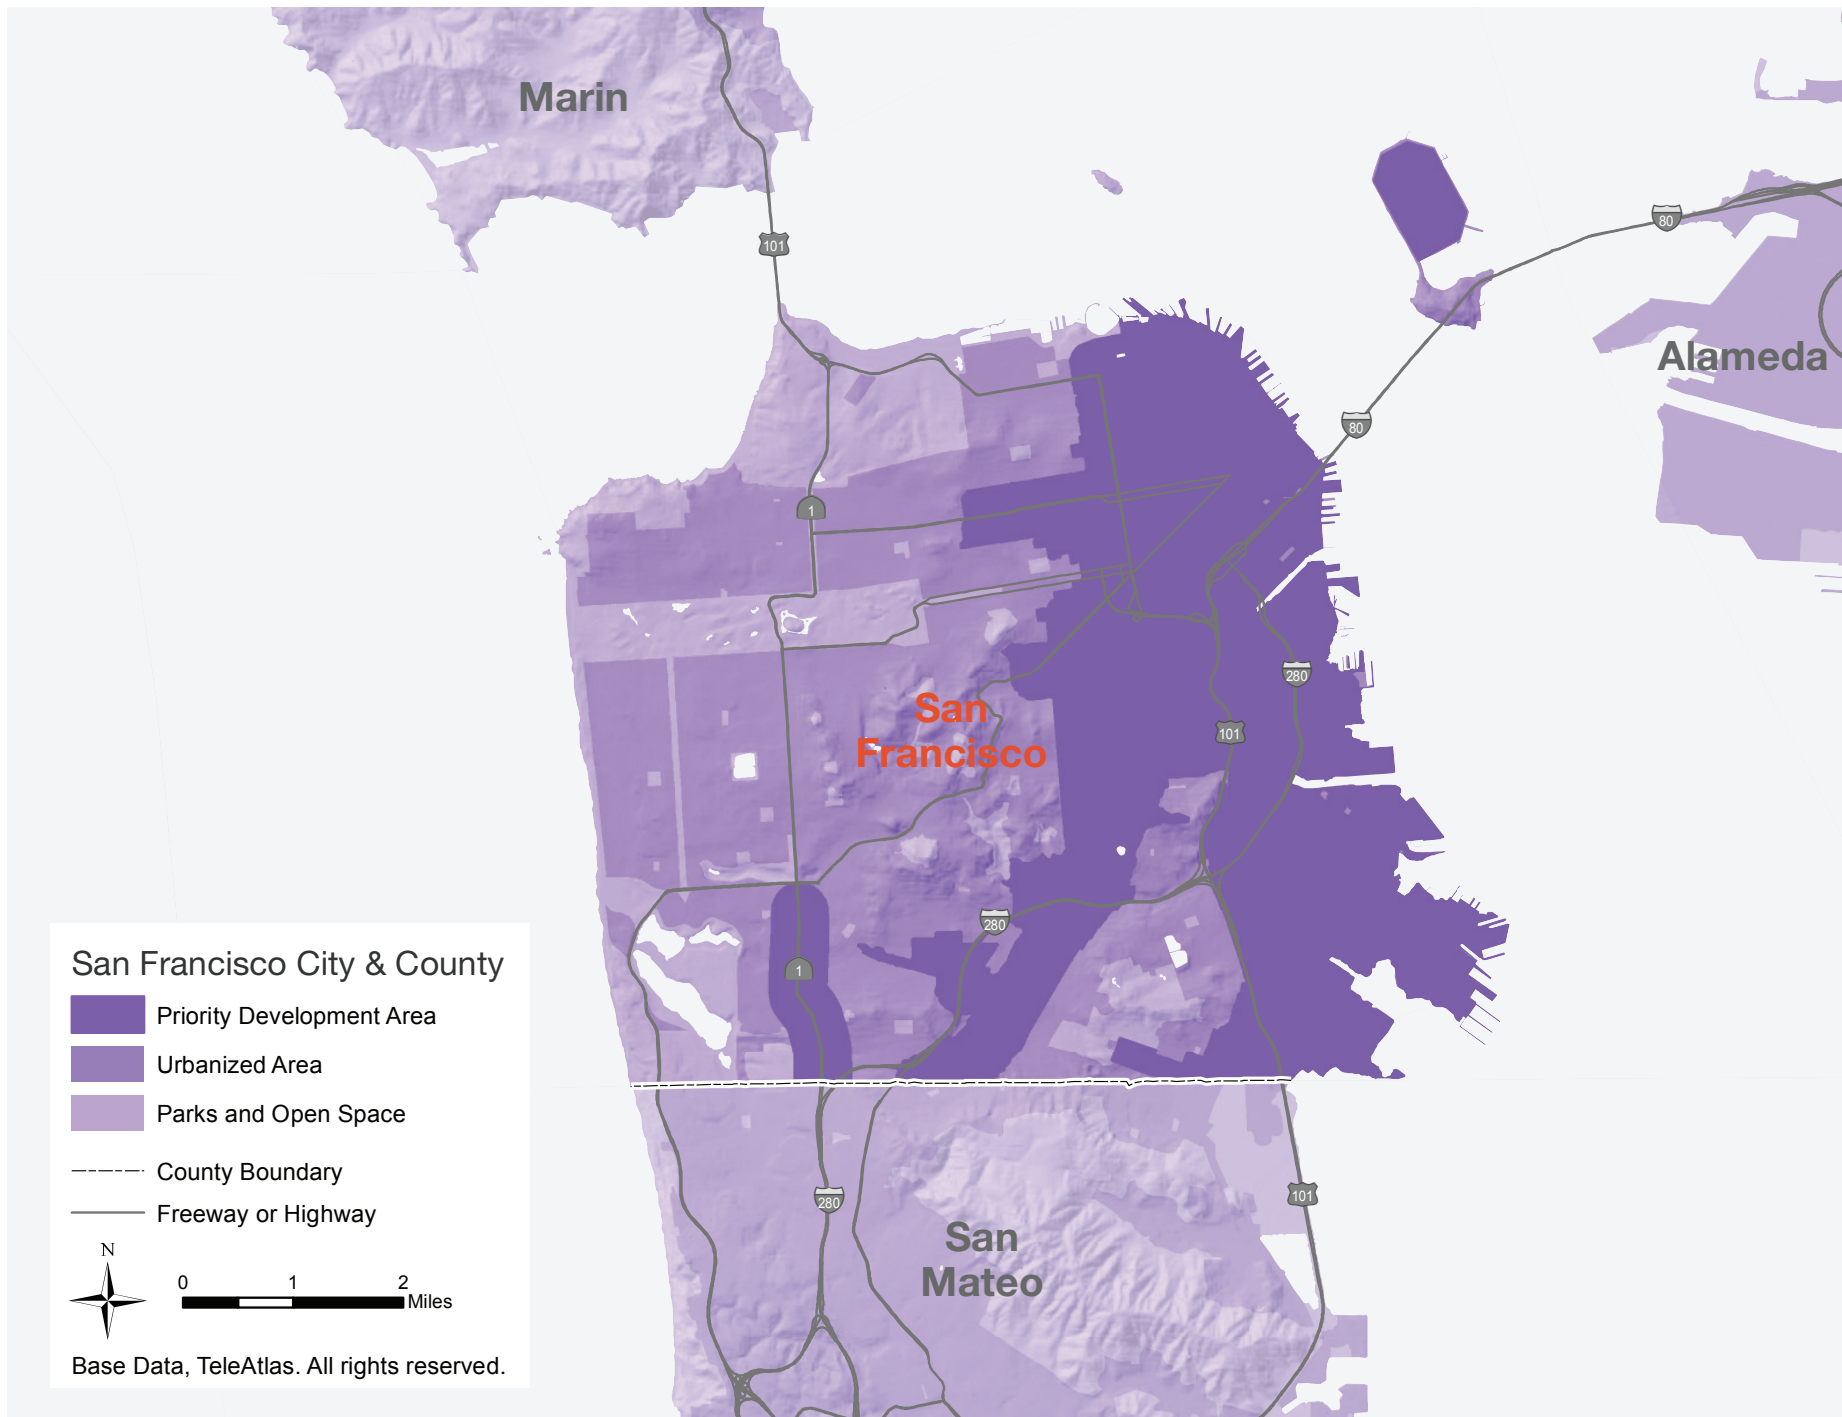 Marin
101
80
Alameda
80
1
San
Francisco
280
101
280
1
San Francisco City & County
Priority Development Area
Urbanized Area
Parks and Open Space
County Boundary
Freeway or Highway
N
0 1 2
Miles
Base Data, TeleAtlas. All rights reserved.
280
101
San
Mateo